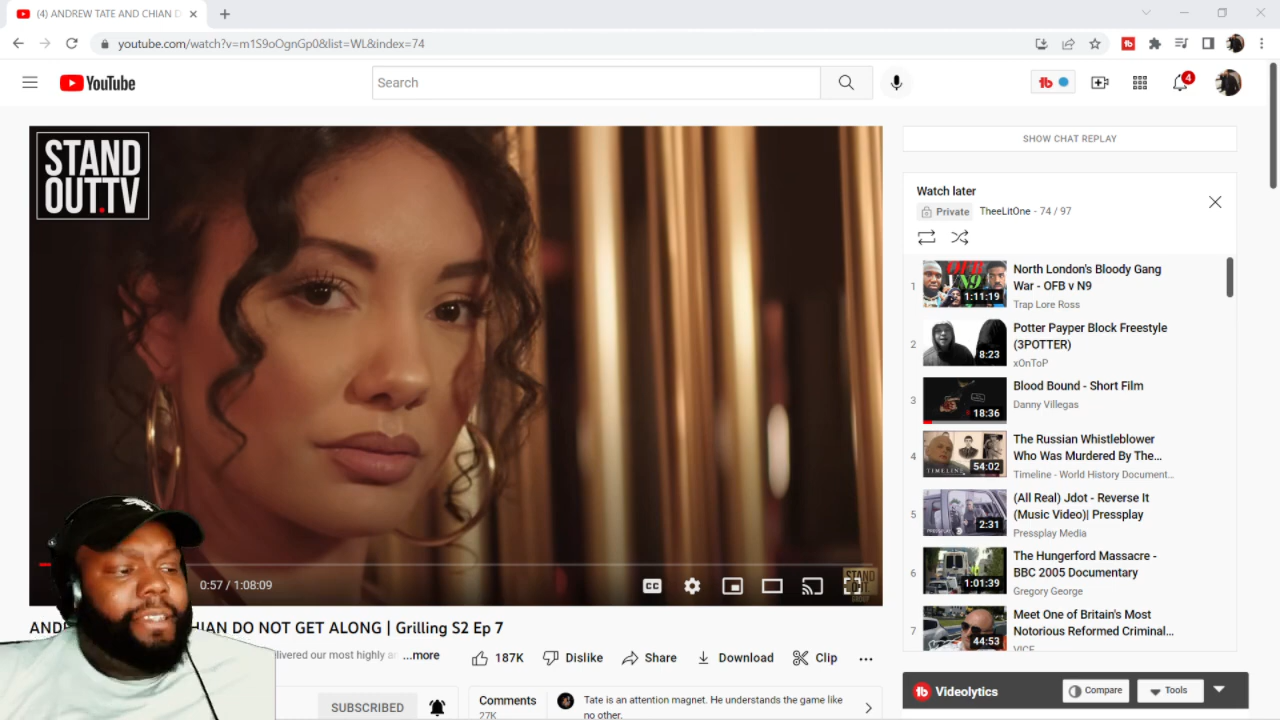 (4) ANDREW TATE AND CHIAN D
youtube.com/watch?v=m1S9oOgnGp0&list=WL&index=74
YouTube
Search
4
STAND
OUT.TV
0:57 / 1:08:09
CC
STAND
HIAN DO NOT GET ALONG | Grilling S2 Ep 7
...more
187K
Dislike
Share
Download
Clip
SUBSCRIBED
Comments
27K
Tate is an attention magnet. He understands the game like
no other.
SHOW CHAT REPLAY
Watch later
Private
TheeLitOne - 74 / 97
1
OFB
V N9
1:11:19
North London's Bloody Gang
War - OFB v N9
Trap Lore Ross
2
8:23
Potter Payper Block Freestyle
(3POTTER)
xOnToP
3
18:36
Blood Bound - Short Film
Danny Villegas
4
TIMELINE
54:02
The Russian Whistleblower
Who Was Murdered By The...
Timeline - World History Document...
5
2:31
(All Real) Jdot - Reverse It
(Music Video)| Pressplay
Pressplay Media
6
1:01:39
The Hungerford Massacre -
BBC 2005 Documentary
Gregory George
7
44:53
Meet One of Britain's Most
Notorious Reformed Criminal...
VICE
Videolytics
Compare
Tools